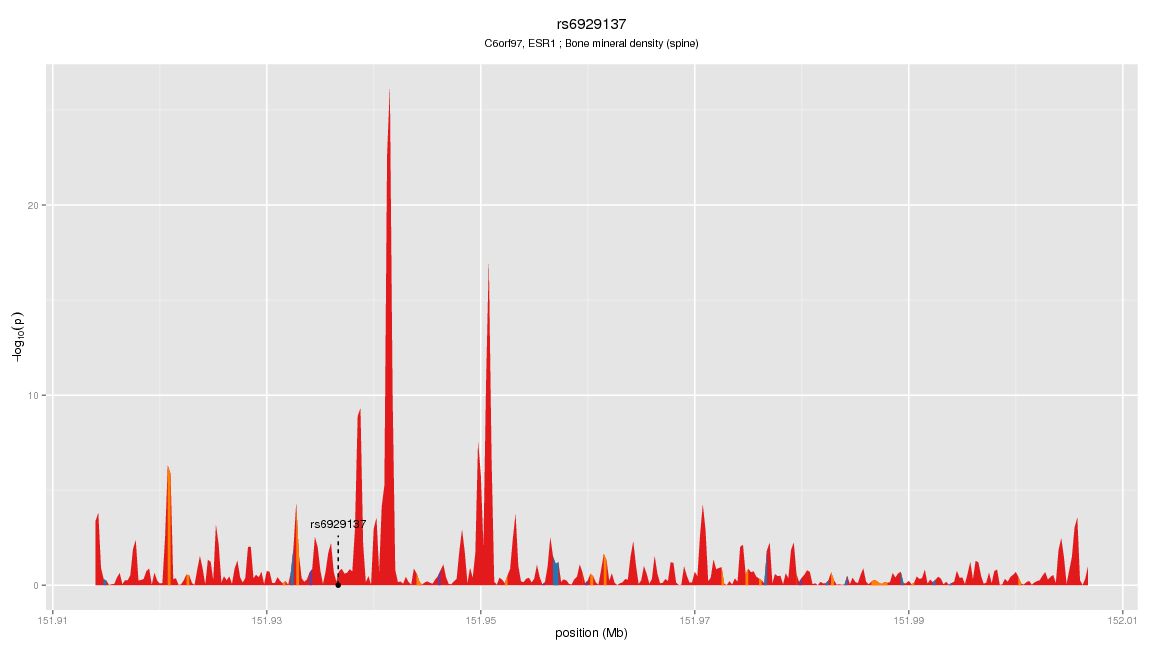 rs6929137
C6orf97, ESR1 ; Bone mineral density (spine)
−log10(p)
20
10
0
rs6929137
151.91 151.93 151.95 151.97 151.99 152.01
position (Mb)